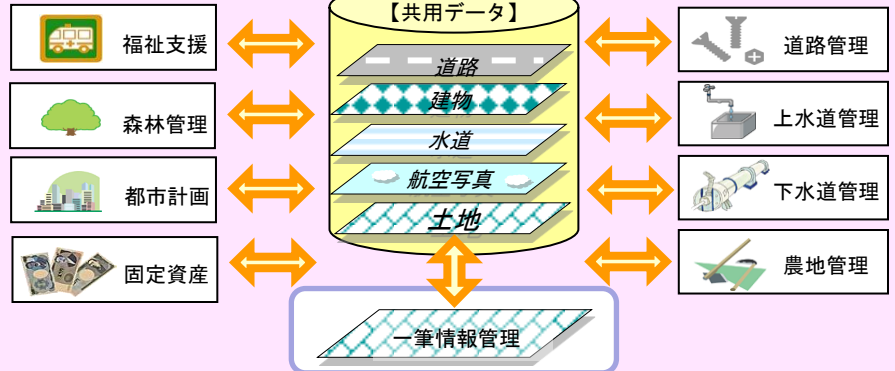 【共用データ】
福祉支援
森林管理
都市計画
固定資産
道路
建物
水道
航空写真
土地
道路管理
上水道管理
下水道管理
農地管理
一筆情報管理